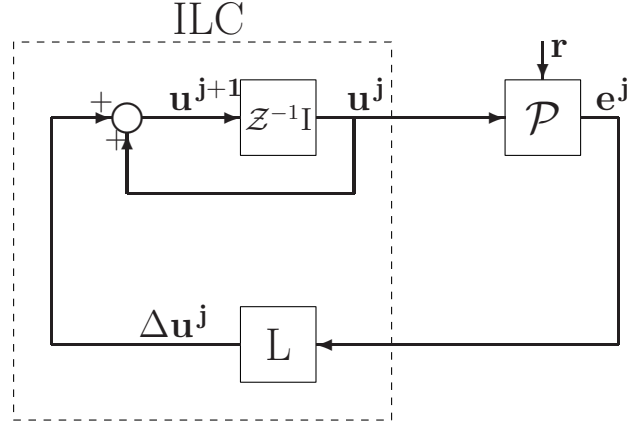 ILC
r
+ u^{j+1} 𝒵^{-1}I u^j 𝒫 e^j
+
Δu^j L